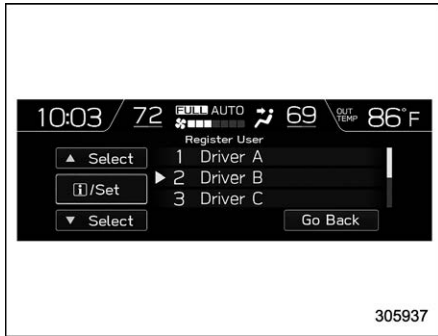 10:03 72 FULL AUTO 69 OUT TEMP 86°F
Register User
▲ Select
1 Driver A
i/Set
▶ 2 Driver B
3 Driver C
▼ Select
Go Back
305937